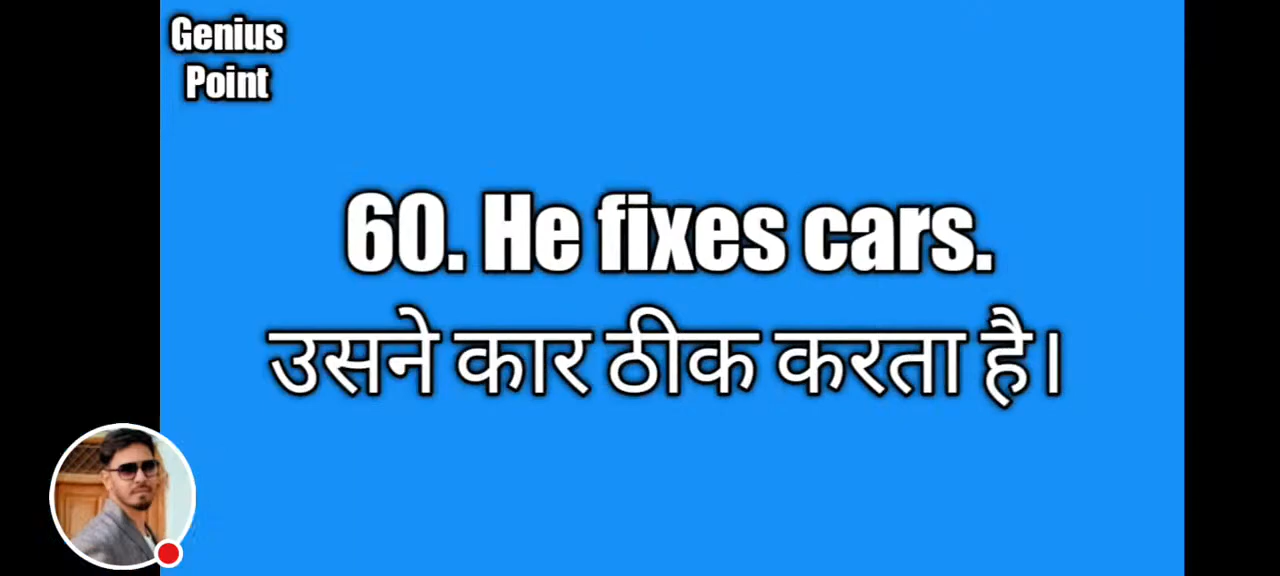 Genius
Point
60. He fixes cars.
उसने कार ठीक करता है।